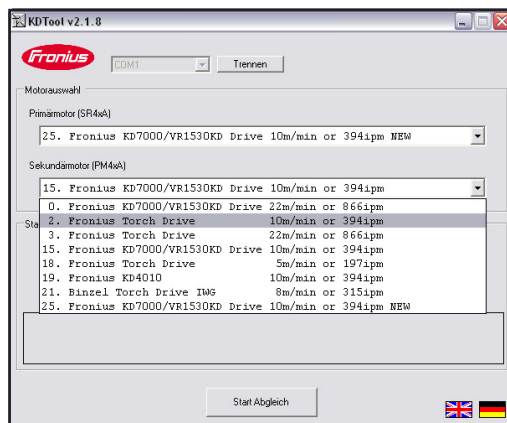 KDTool v2.1.8
Fronius
COM1
Trennen
Motorauswahl
Primärmotor (SR4xA)
25. Fronius KD7000/VR1530KD Drive 10m/min or 394ipm NEW
Sekundärmotor (PM4xA)
15. Fronius KD7000/VR1530KD Drive 10m/min or 394ipm
0. Fronius KD7000/VR1530KD Drive 22m/min or 866ipm
2. Fronius Torch Drive 10m/min or 394ipm
3. Fronius Torch Drive 22m/min or 866ipm
15. Fronius KD7000/VR1530KD Drive 10m/min or 394ipm
18. Fronius Torch Drive 5m/min or 197ipm
19. Fronius KD4010 10m/min or 394ipm
21. Binzel Torch Drive IWG 8m/min or 315ipm
25. Fronius KD7000/VR1530KD Drive 10m/min or 394ipm NEW
Start Abgleich